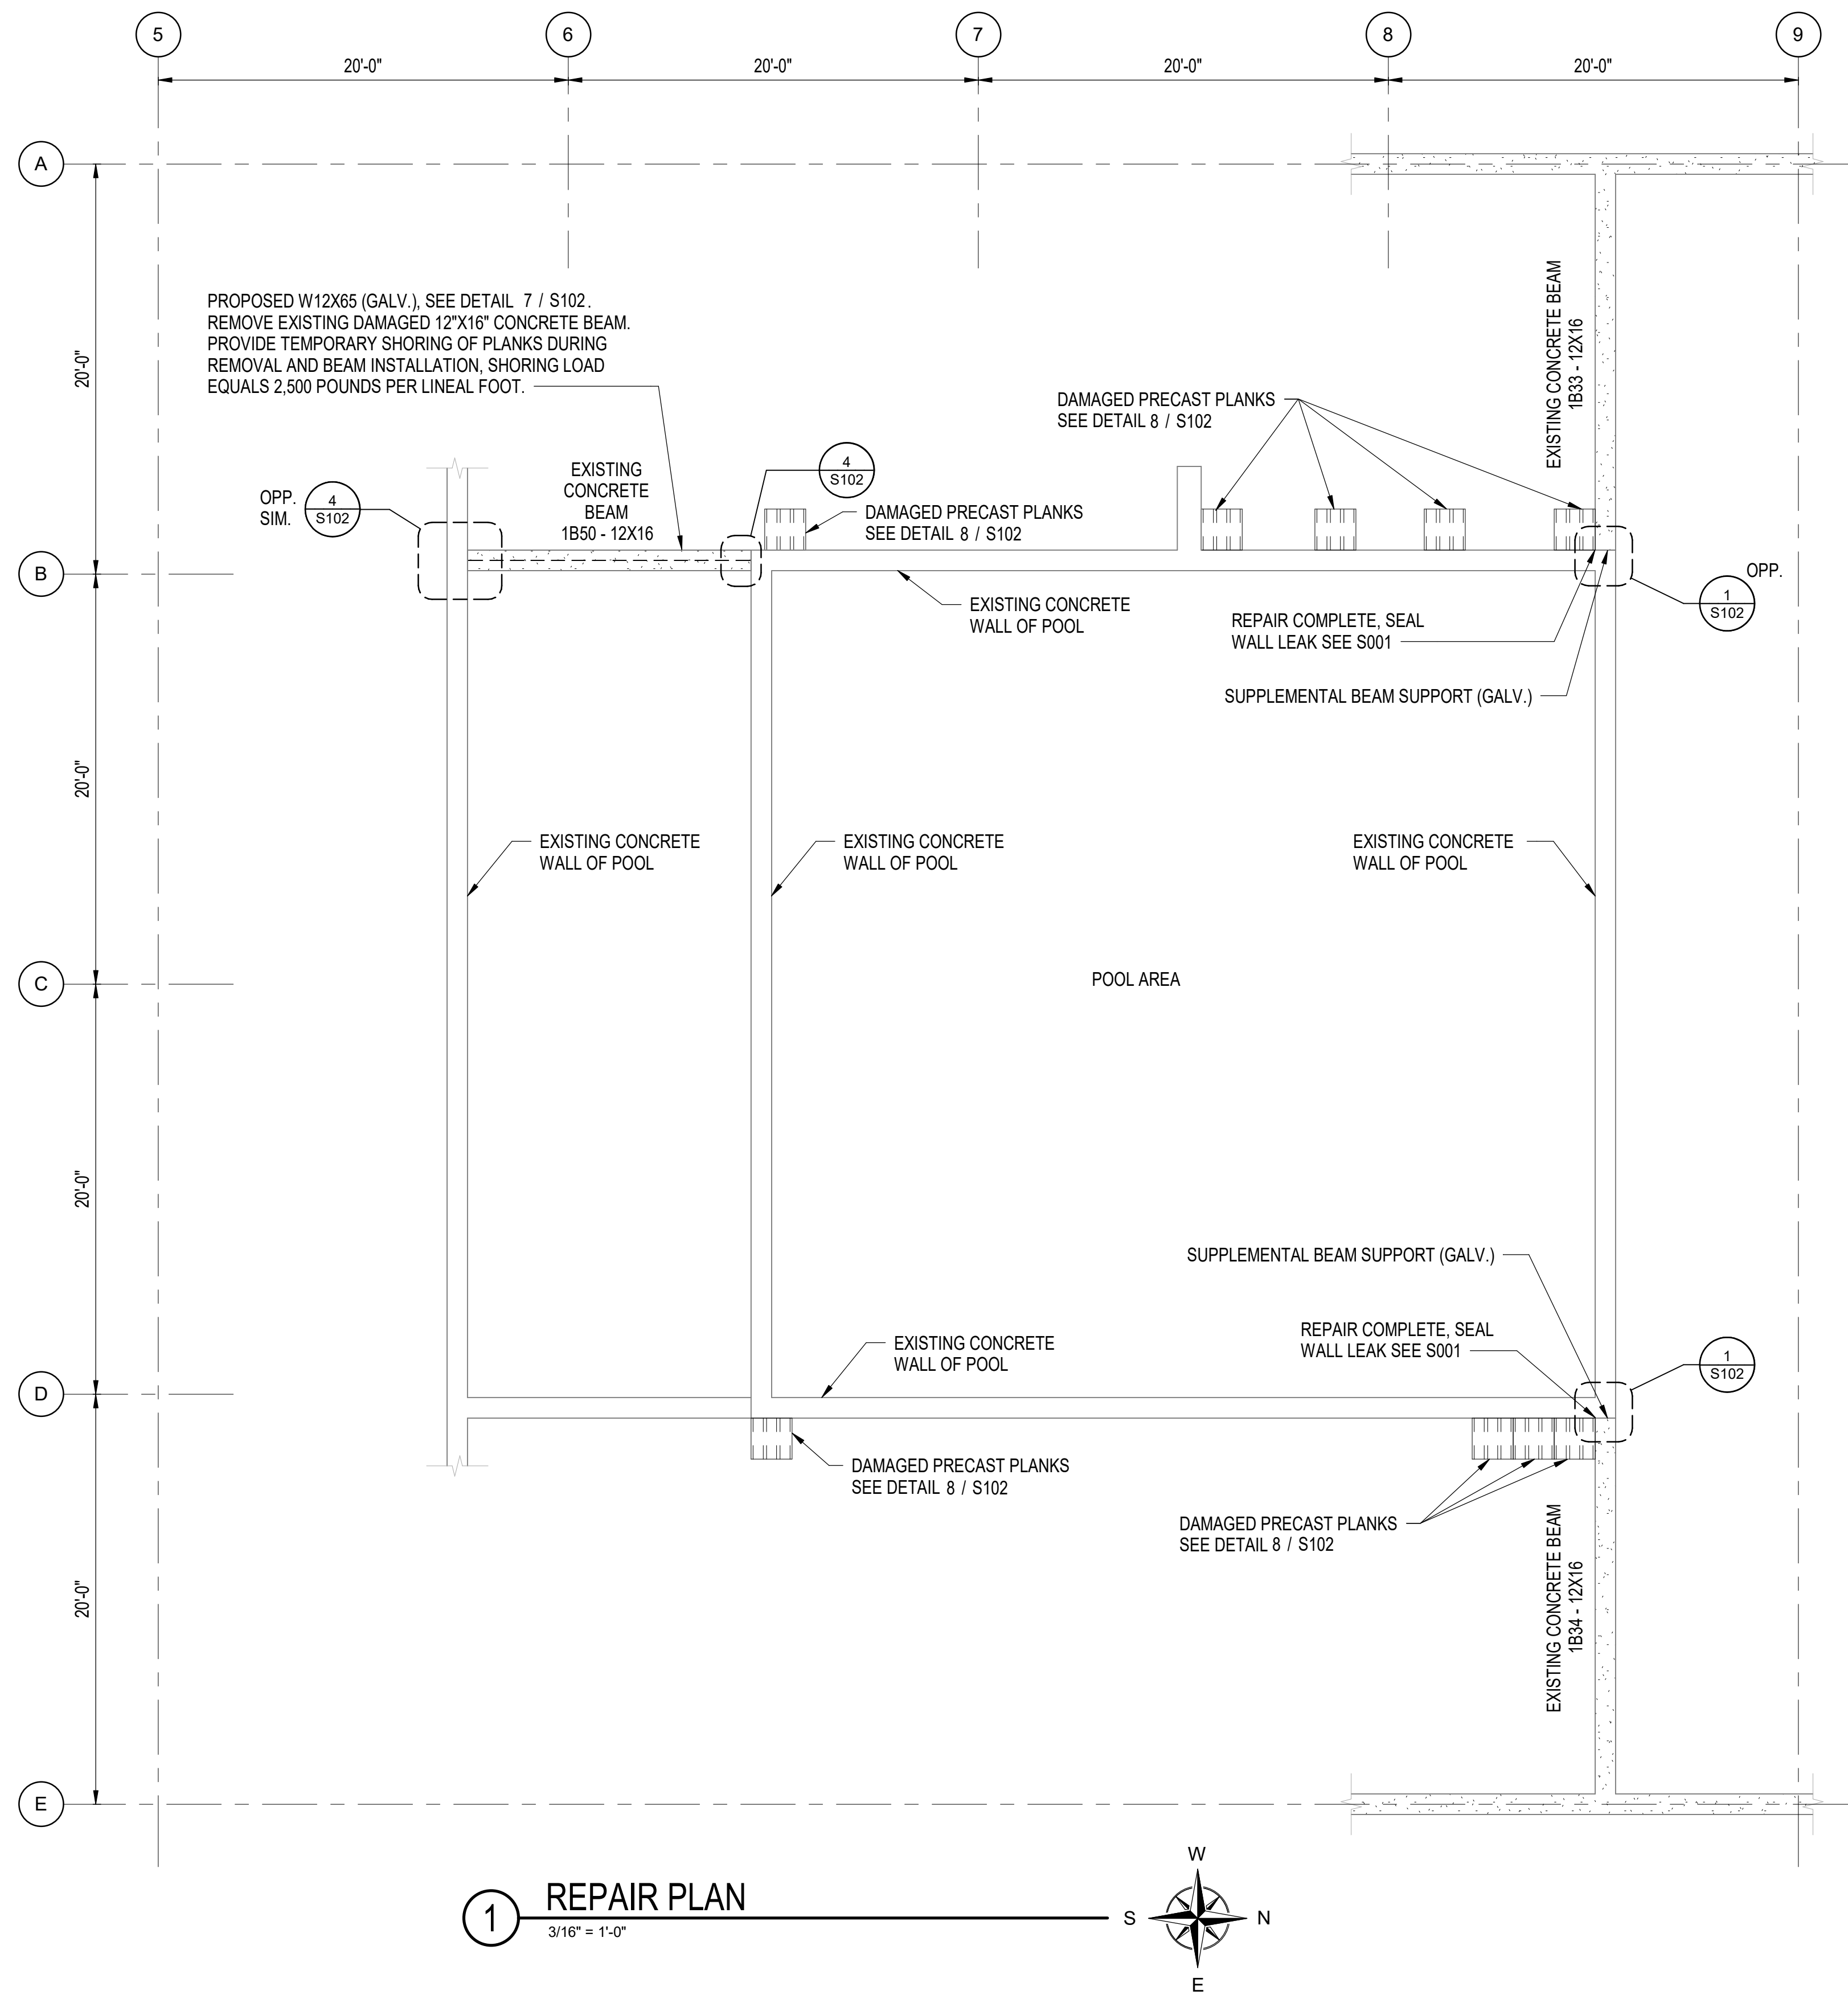 5
6
7
8
9
20'-0"
20'-0"
20'-0"
20'-0"
A
B
C
D
E
20'-0"
20'-0"
20'-0"
20'-0"
PROPOSED W12X65 (GALV.), SEE DETAIL 7 / S102.
REMOVE EXISTING DAMAGED 12"X16" CONCRETE BEAM.
PROVIDE TEMPORARY SHORING OF PLANKS DURING
REMOVAL AND BEAM INSTALLATION, SHORING LOAD
EQUALS 2,500 POUNDS PER LINEAL FOOT.
EXISTING CONCRETE BEAM
1B33 - 12X16
DAMAGED PRECAST PLANKS
SEE DETAIL 8 / S102
OPP.
SIM.
4
S102
EXISTING
CONCRETE
BEAM
1B50 - 12X16
4
S102
DAMAGED PRECAST PLANKS
SEE DETAIL 8 / S102
EXISTING CONCRETE
WALL OF POOL
REPAIR COMPLETE, SEAL
WALL LEAK SEE S001
OPP.
1
S102
SUPPLEMENTAL BEAM SUPPORT (GALV.)
EXISTING CONCRETE
WALL OF POOL
EXISTING CONCRETE
WALL OF POOL
EXISTING CONCRETE
WALL OF POOL
POOL AREA
SUPPLEMENTAL BEAM SUPPORT (GALV.)
EXISTING CONCRETE
WALL OF POOL
REPAIR COMPLETE, SEAL
WALL LEAK SEE S001
1
S102
DAMAGED PRECAST PLANKS
SEE DETAIL 8 / S102
DAMAGED PRECAST PLANKS
SEE DETAIL 8 / S102
EXISTING CONCRETE BEAM
1B34 - 12X16
1
REPAIR PLAN
3/16" = 1'-0"
W
S
N
E